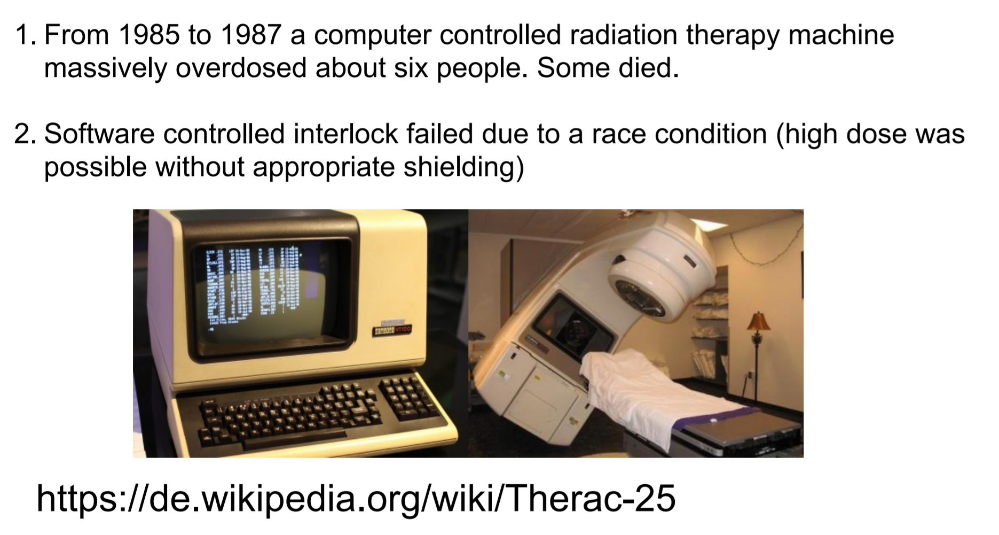 1. From 1985 to 1987 a computer controlled radiation therapy machine
massively overdosed about six people. Some died.
2. Software controlled interlock failed due to a race condition (high dose was
possible without appropriate shielding)
VT100
https://de.wikipedia.org/wiki/Therac-25